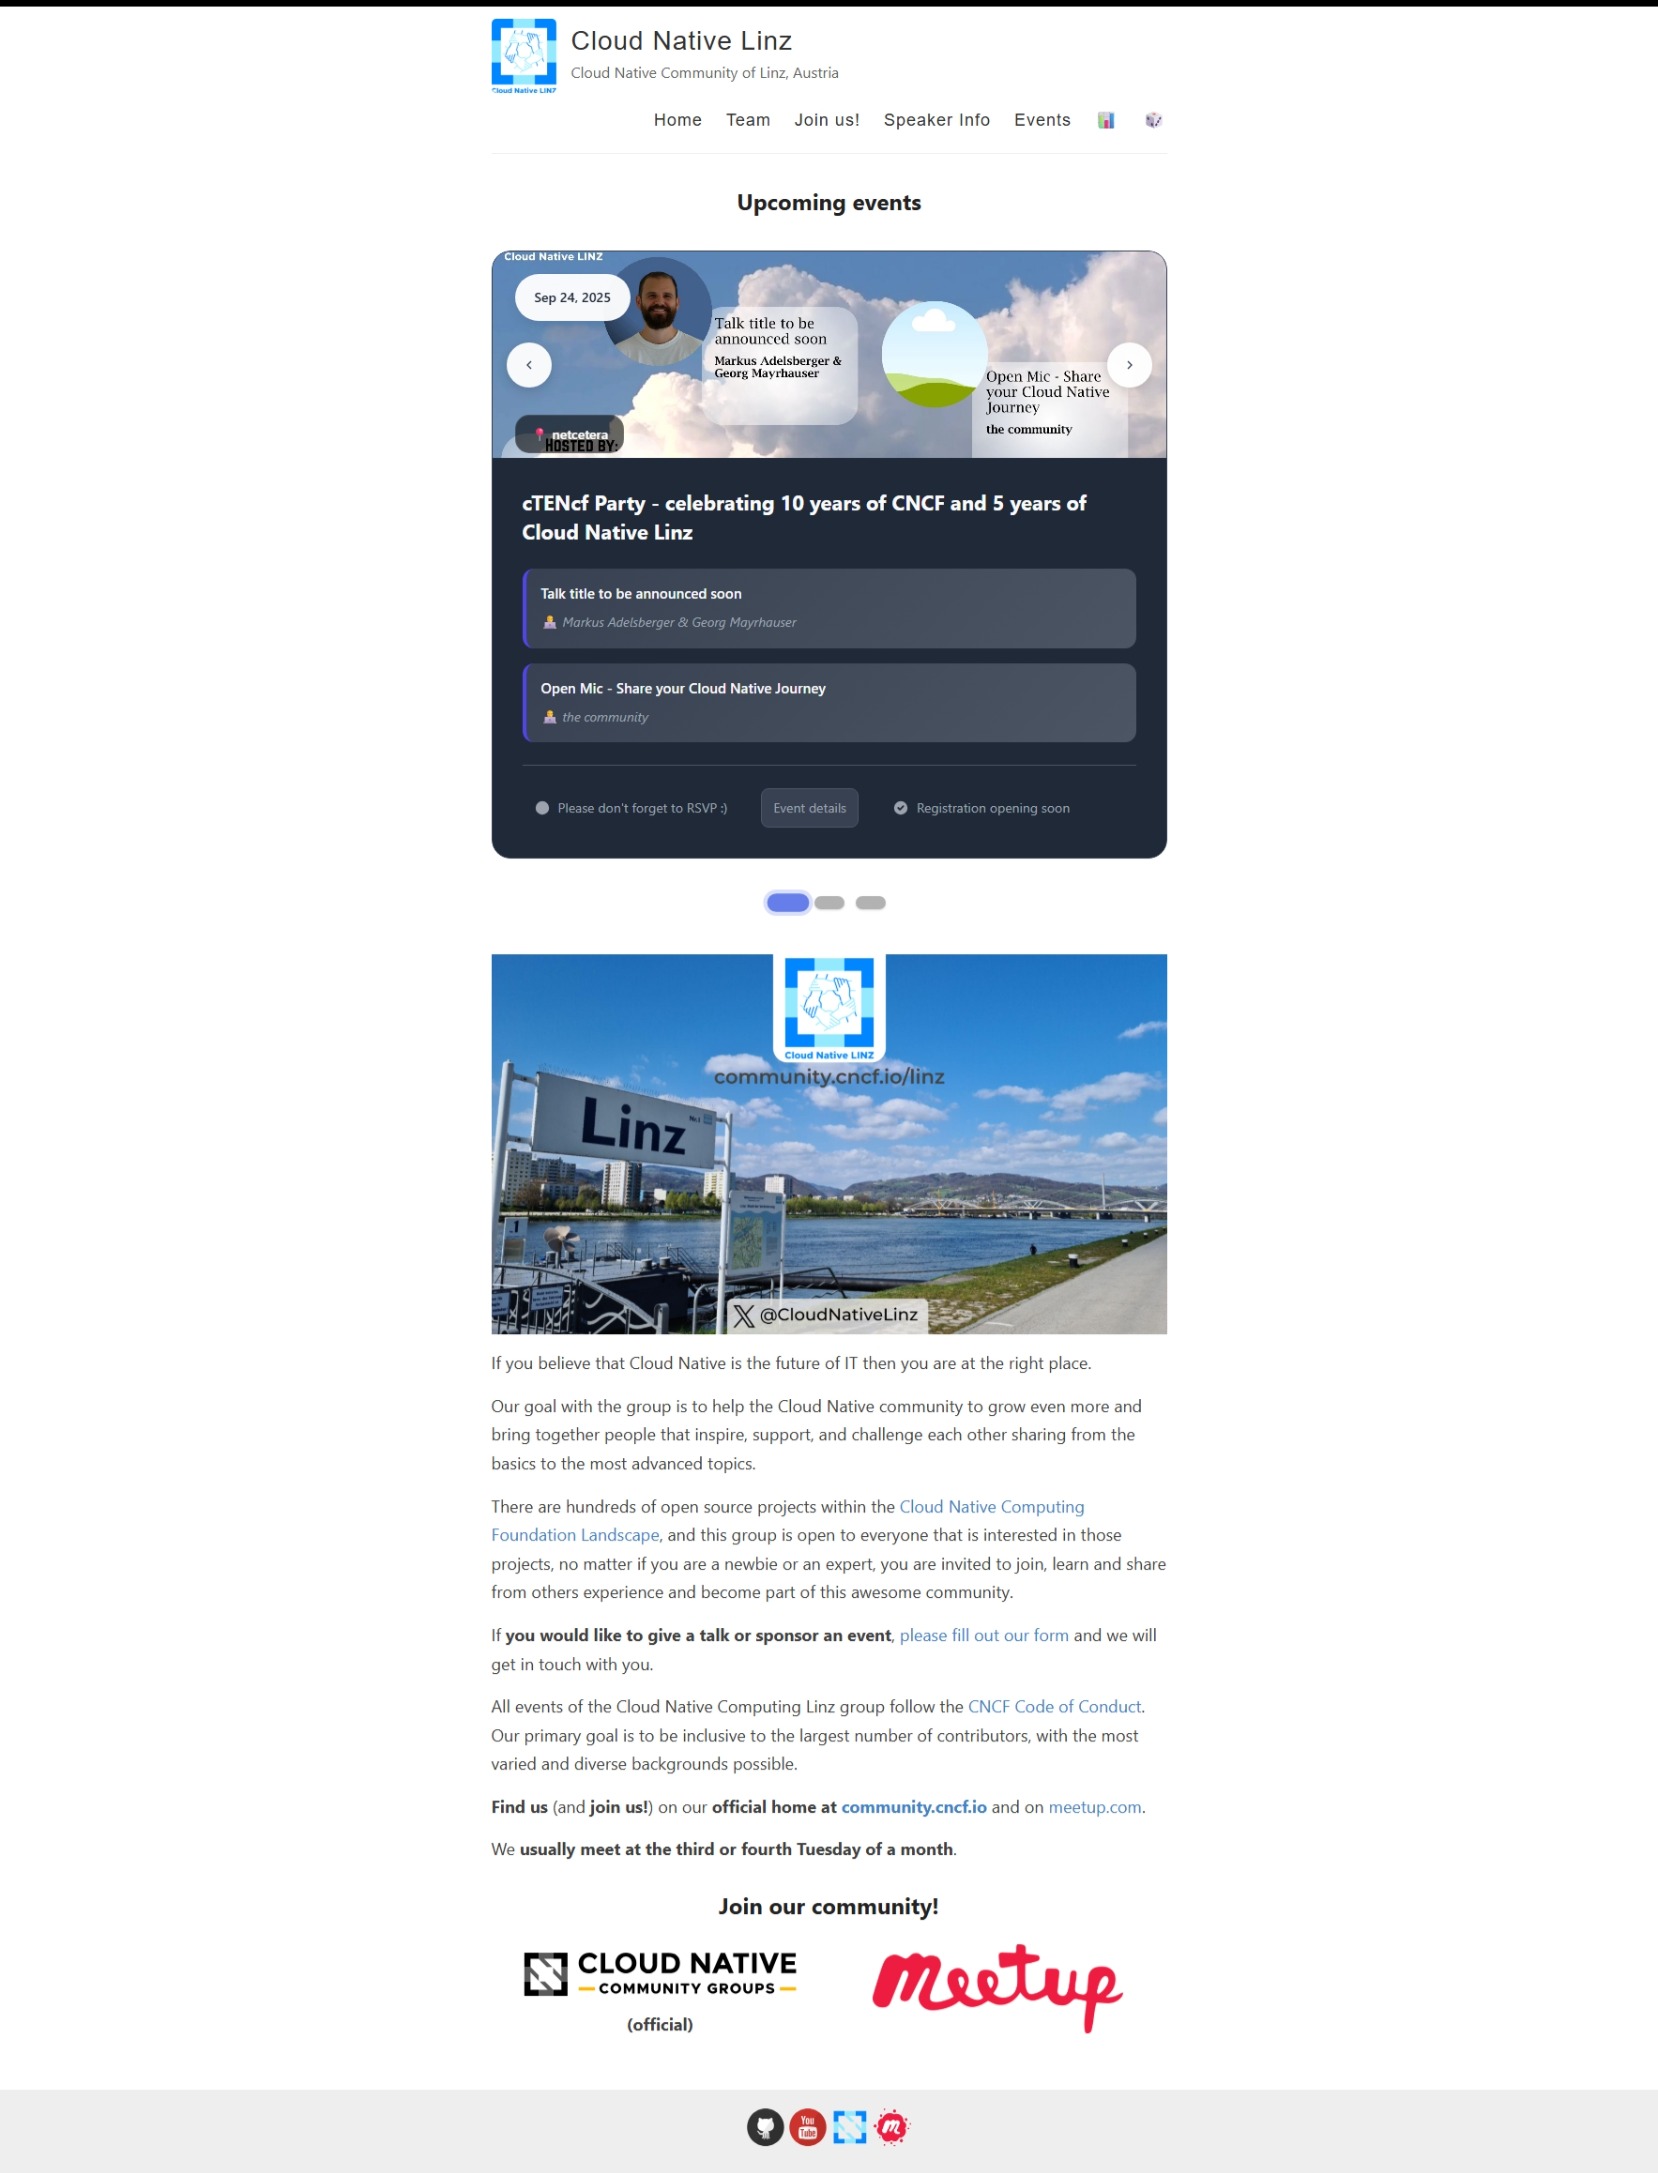 Cloud Native LINZ
Cloud Native Linz
Cloud Native Community of Linz, Austria
Home Team Join us! Speaker Info Events
Upcoming events
Cloud Native LINZ
Sep 24, 2025
Talk title to be
announced soon
Markus Adelsberger &
Georg Mayrhauser
Open Mic - Share
your Cloud Native
Journey
the community
netcetera
HOSTED BY:
cTENcf Party - celebrating 10 years of CNCF and 5 years of
Cloud Native Linz
Talk title to be announced soon
Markus Adelsberger & Georg Mayrhauser
Open Mic - Share your Cloud Native Journey
the community
Please don't forget to RSVP :)
Event details
Registration opening soon
Cloud Native LINZ
community.cncf.io/linz
Linz
1
@CloudNativeLinz
If you believe that Cloud Native is the future of IT then you are at the right place.
Our goal with the group is to help the Cloud Native community to grow even more and
bring together people that inspire, support, and challenge each other sharing from the
basics to the most advanced topics.
There are hundreds of open source projects within the Cloud Native Computing
Foundation Landscape, and this group is open to everyone that is interested in those
projects, no matter if you are a newbie or an expert, you are invited to join, learn and share
from others experience and become part of this awesome community.
If you would like to give a talk or sponsor an event, please fill out our form and we will
get in touch with you.
All events of the Cloud Native Computing Linz group follow the CNCF Code of Conduct.
Our primary goal is to be inclusive to the largest number of contributors, with the most
varied and diverse backgrounds possible.
Find us (and join us!) on our official home at community.cncf.io and on meetup.com.
We usually meet at the third or fourth Tuesday of a month.
Join our community!
CLOUD NATIVE
COMMUNITY GROUPS
(official)
meetup
You
Tube
m